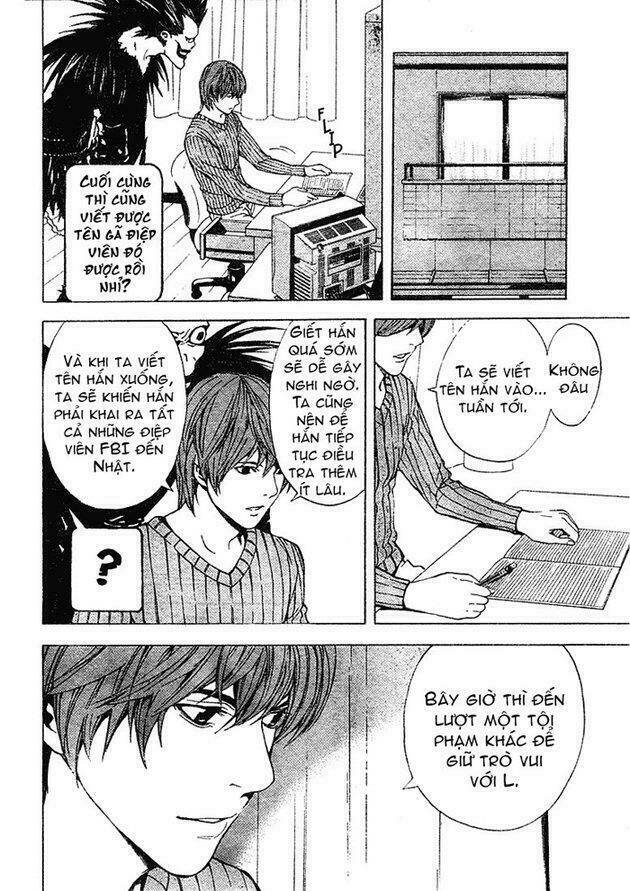 FLIP
CUỐI CÙNG
THÌ CŨNG
VIẾT ĐƯỢC
TÊN GÃ ĐIỆP
VIÊN ĐÓ
ĐƯỢC RỒI
NHỈ?
KHÔNG
ĐÂU
TA SẼ VIẾT
TÊN HẮN VÀO...
TUẦN TỚI.
GIẾT HẮN
QUÁ SỚM
SẼ DỄ GÂY
NGHI NGỜ.
TA CŨNG
NÊN ĐỂ
HẮN TIẾP
TỤC ĐIỀU
TRA THÊM
ÍT LÂU.
VÀ KHI TA VIẾT
TÊN HẮN XUỐNG,
TA SẼ KHIẾN HẮN
PHẢI KHAI RA TẤT
CẢ NHỮNG ĐIỆP
VIÊN FBI ĐẾN
NHẬT.
?
BÂY GIỜ THÌ ĐẾN
LƯỢT MỘT TỘI
PHẠM KHÁC ĐỂ
GIỮ TRÒ VUI
VỚI L.